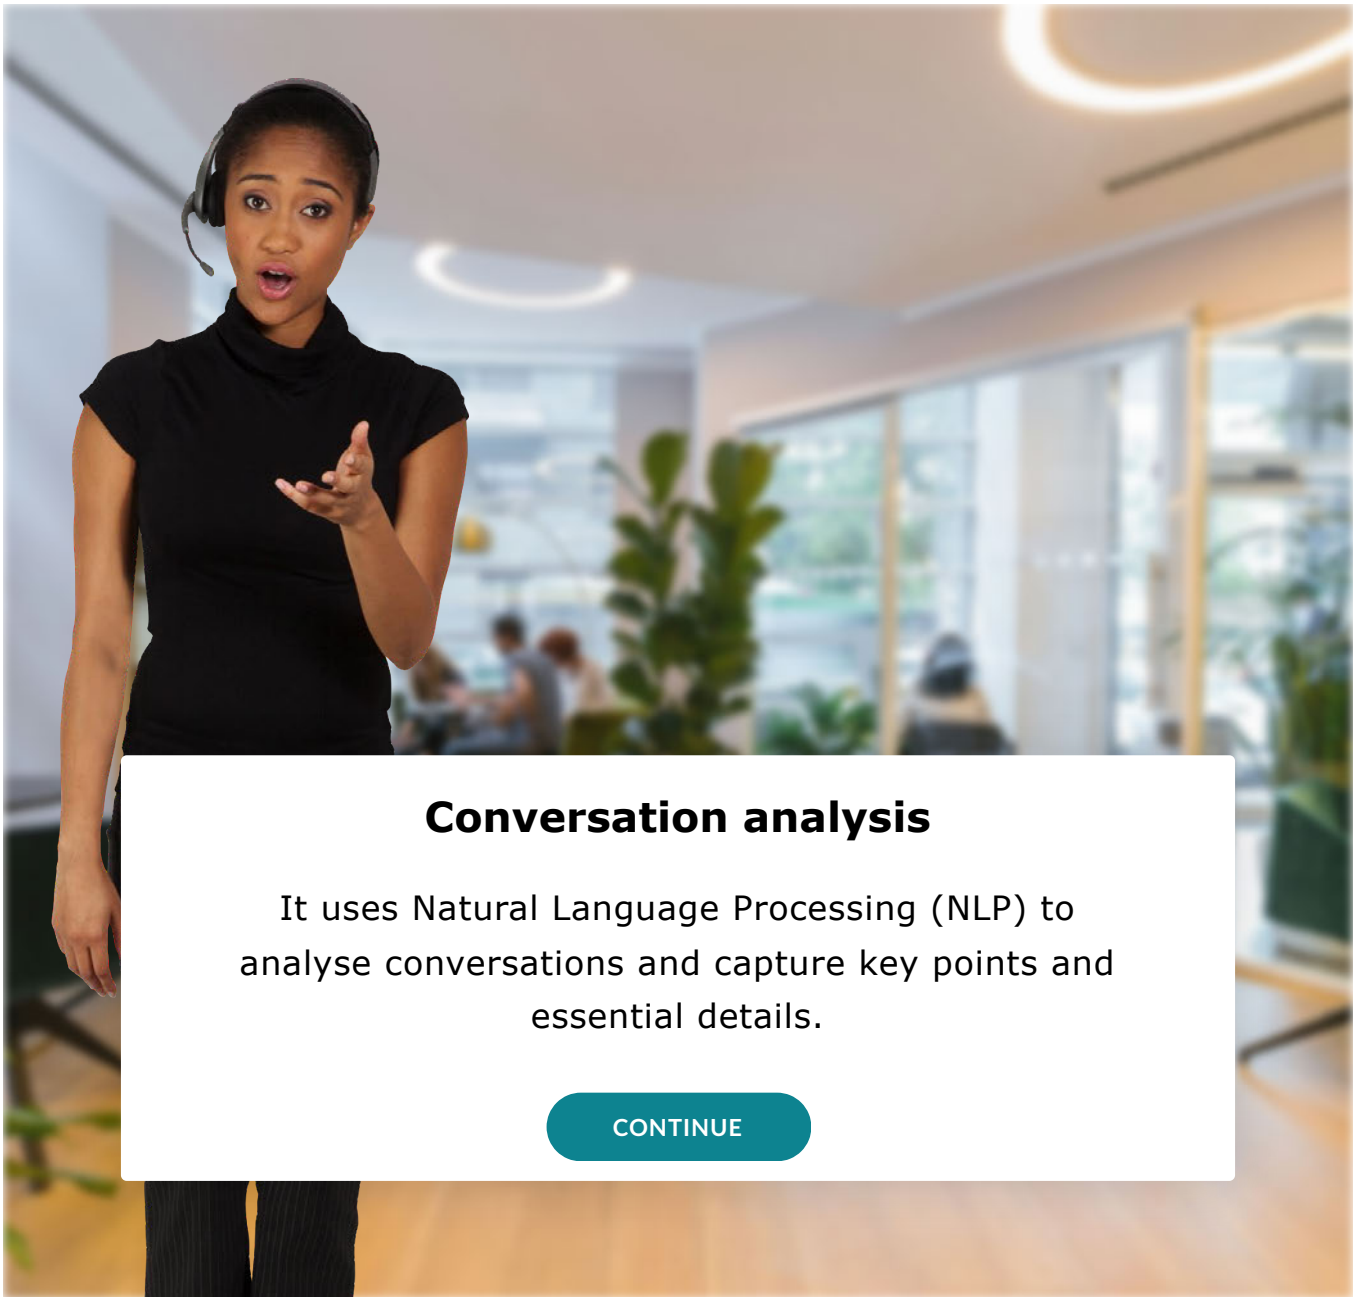 Conversation analysis
It uses Natural Language Processing (NLP) to
analyse conversations and capture key points and
essential details.
CONTINUE